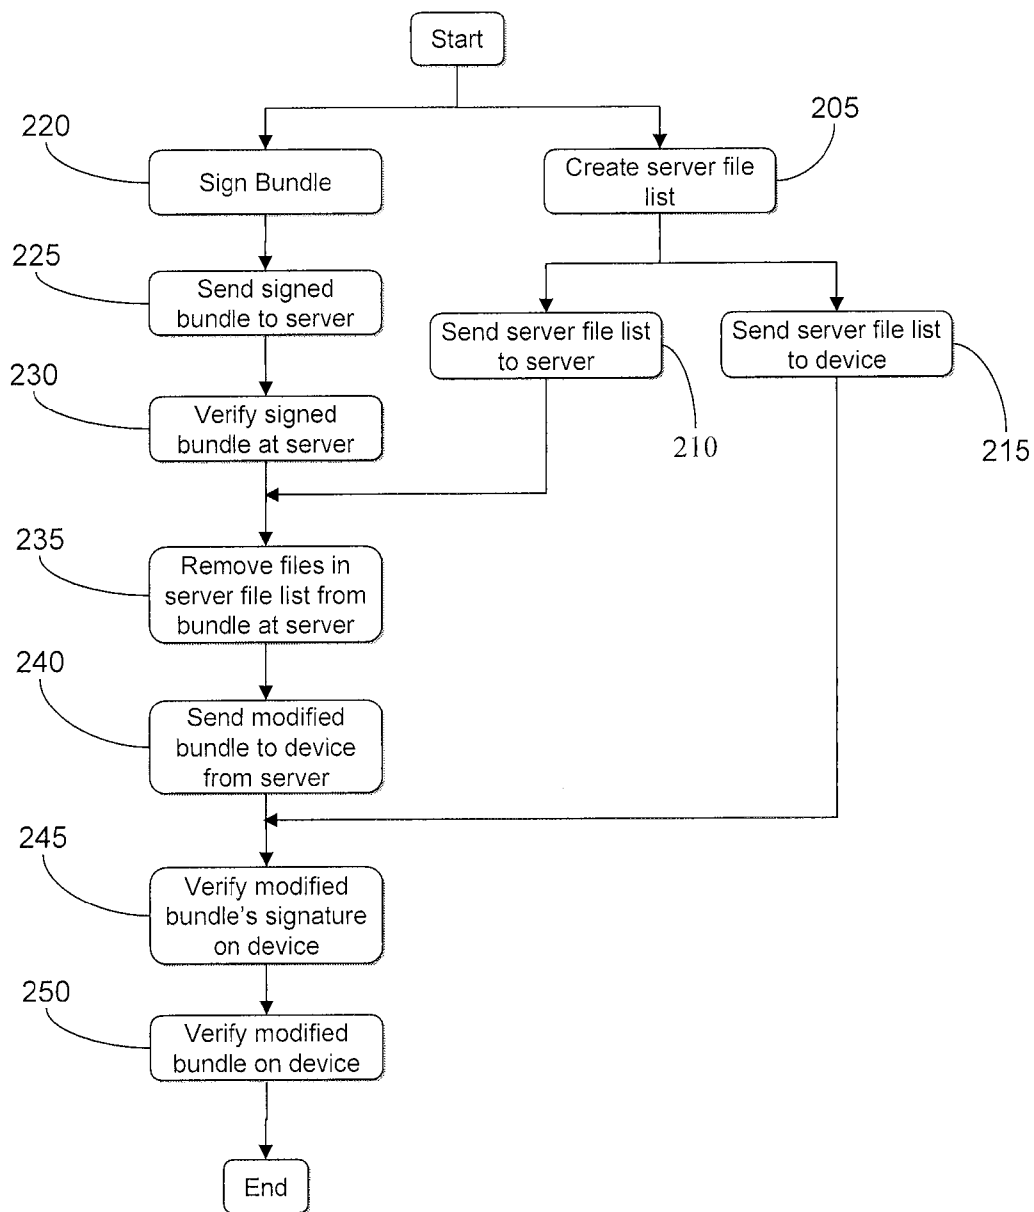 Start
220
205
Sign Bundle
Create server file
list
225
Send signed
bundle to server
Send server file list
to server
Send server file list
to device
230
Verify signed
bundle at server
210
215
235
Remove files in
server file list from
bundle at server
240
Send modified
bundle to device
from server
245
Verify modified
bundle's signature
on device
250
Verify modified
bundle on device
End